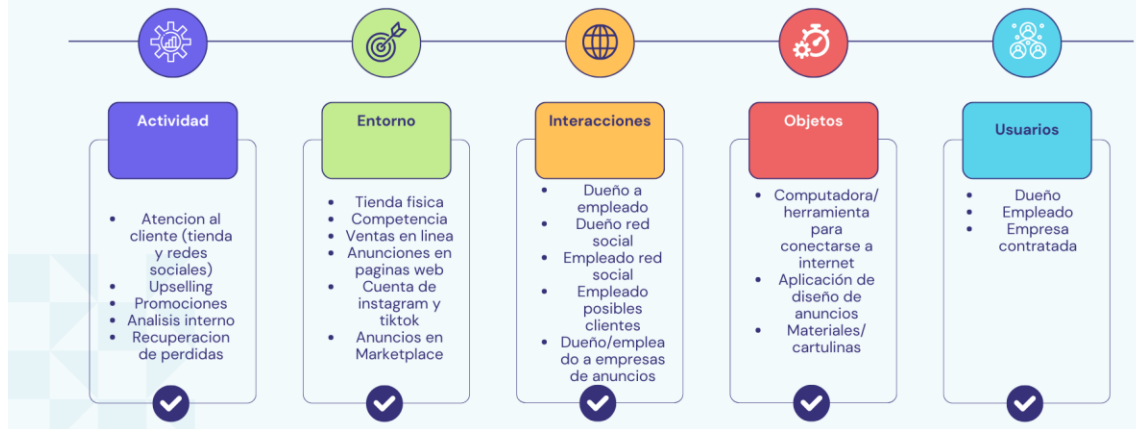 Actividad
• Atencion al
cliente (tienda
y redes
sociales)
• Upselling
• Promociones
• Analisis interno
• Recuperacion
de perdidas
Entorno
• Tienda fisica
• Competencia
• Ventas en linea
• Anunciones en
paginas web
• Cuenta de
instagram y
tiktok
• Anuncios en
Marketplace
Interacciones
• Dueño a
empleado
• Dueño red
social
• Empleado red
social
• Empleado
posibles
clientes
• Dueño/emplea
do a empresas
de anuncios
Objetos
• Computadora/
herramienta
para
conectarse a
internet
• Aplicación de
diseño de
anuncios
• Materiales/
cartulinas
Usuarios
• Dueño
• Empleado
• Empresa
contratada